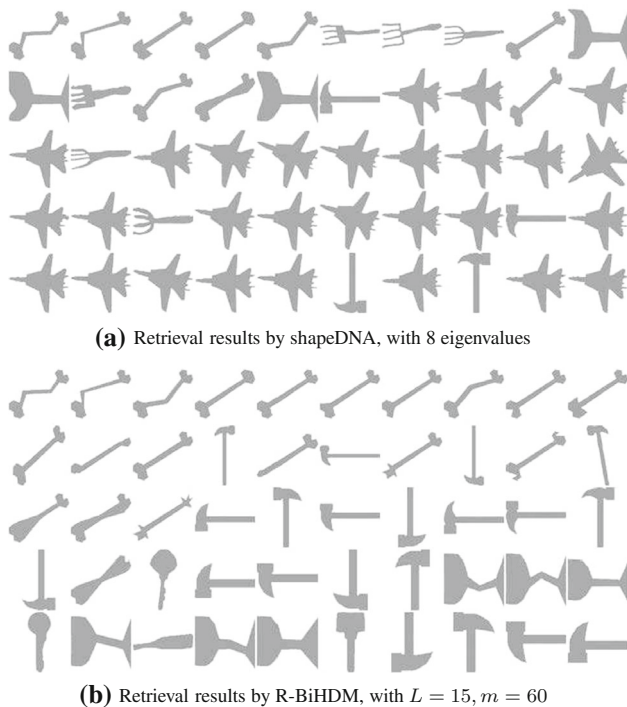 (a) Retrieval results by shapeDNA, with 8 eigenvalues
(b) Retrieval results by R-BiHDM, with L = 15, m = 60